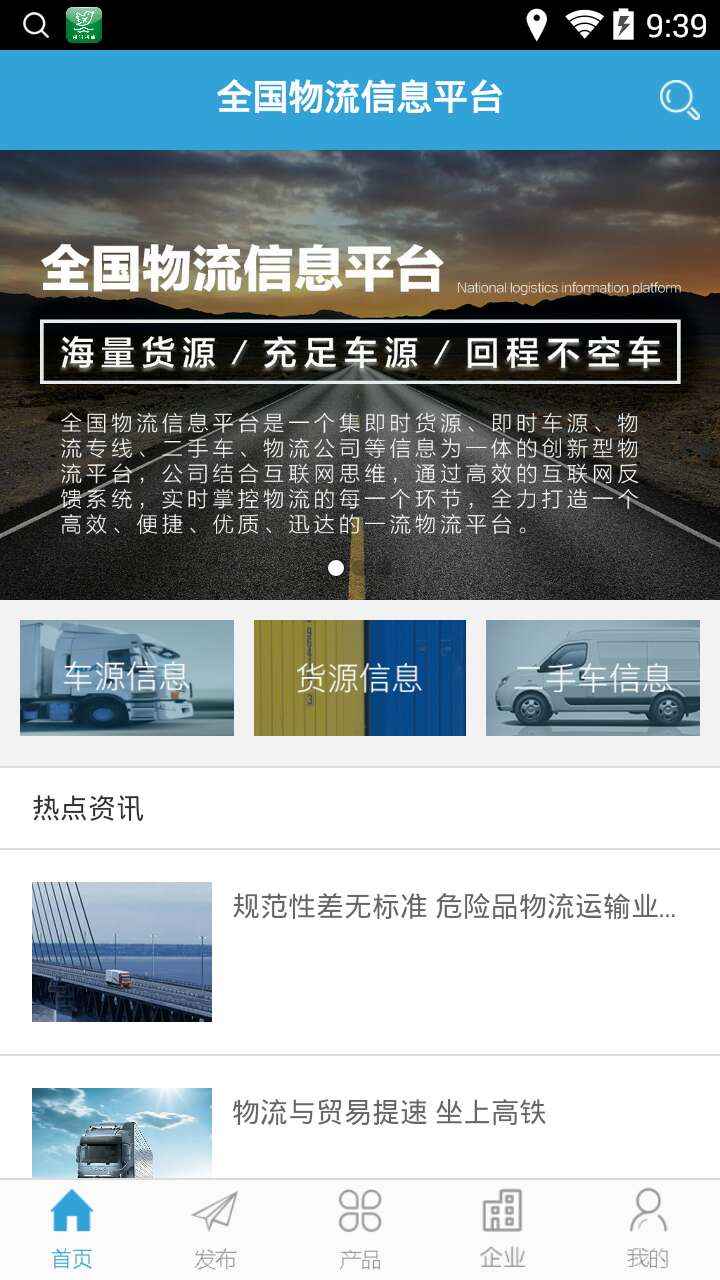 9:39
全国物流信息平台
全国物流信息平台 National logistics information platform
海量货源 / 充足车源 / 回程不空车
全国物流信息平台是一个集即时货源、即时车源、物
流专线、二手车、物流公司等信息为一体的创新型物
流平台，公司结合互联网思维，通过高效的互联网反
馈系统，实时掌控物流的每一个环节，全力打造一个
高效、便捷、优质、迅达的一流物流平台。
车源信息 货源信息 二手车信息
热点资讯
规范性差无标准 危险品物流运输业...
物流与贸易提速 坐上高铁
首页 发布 产品 企业 我的